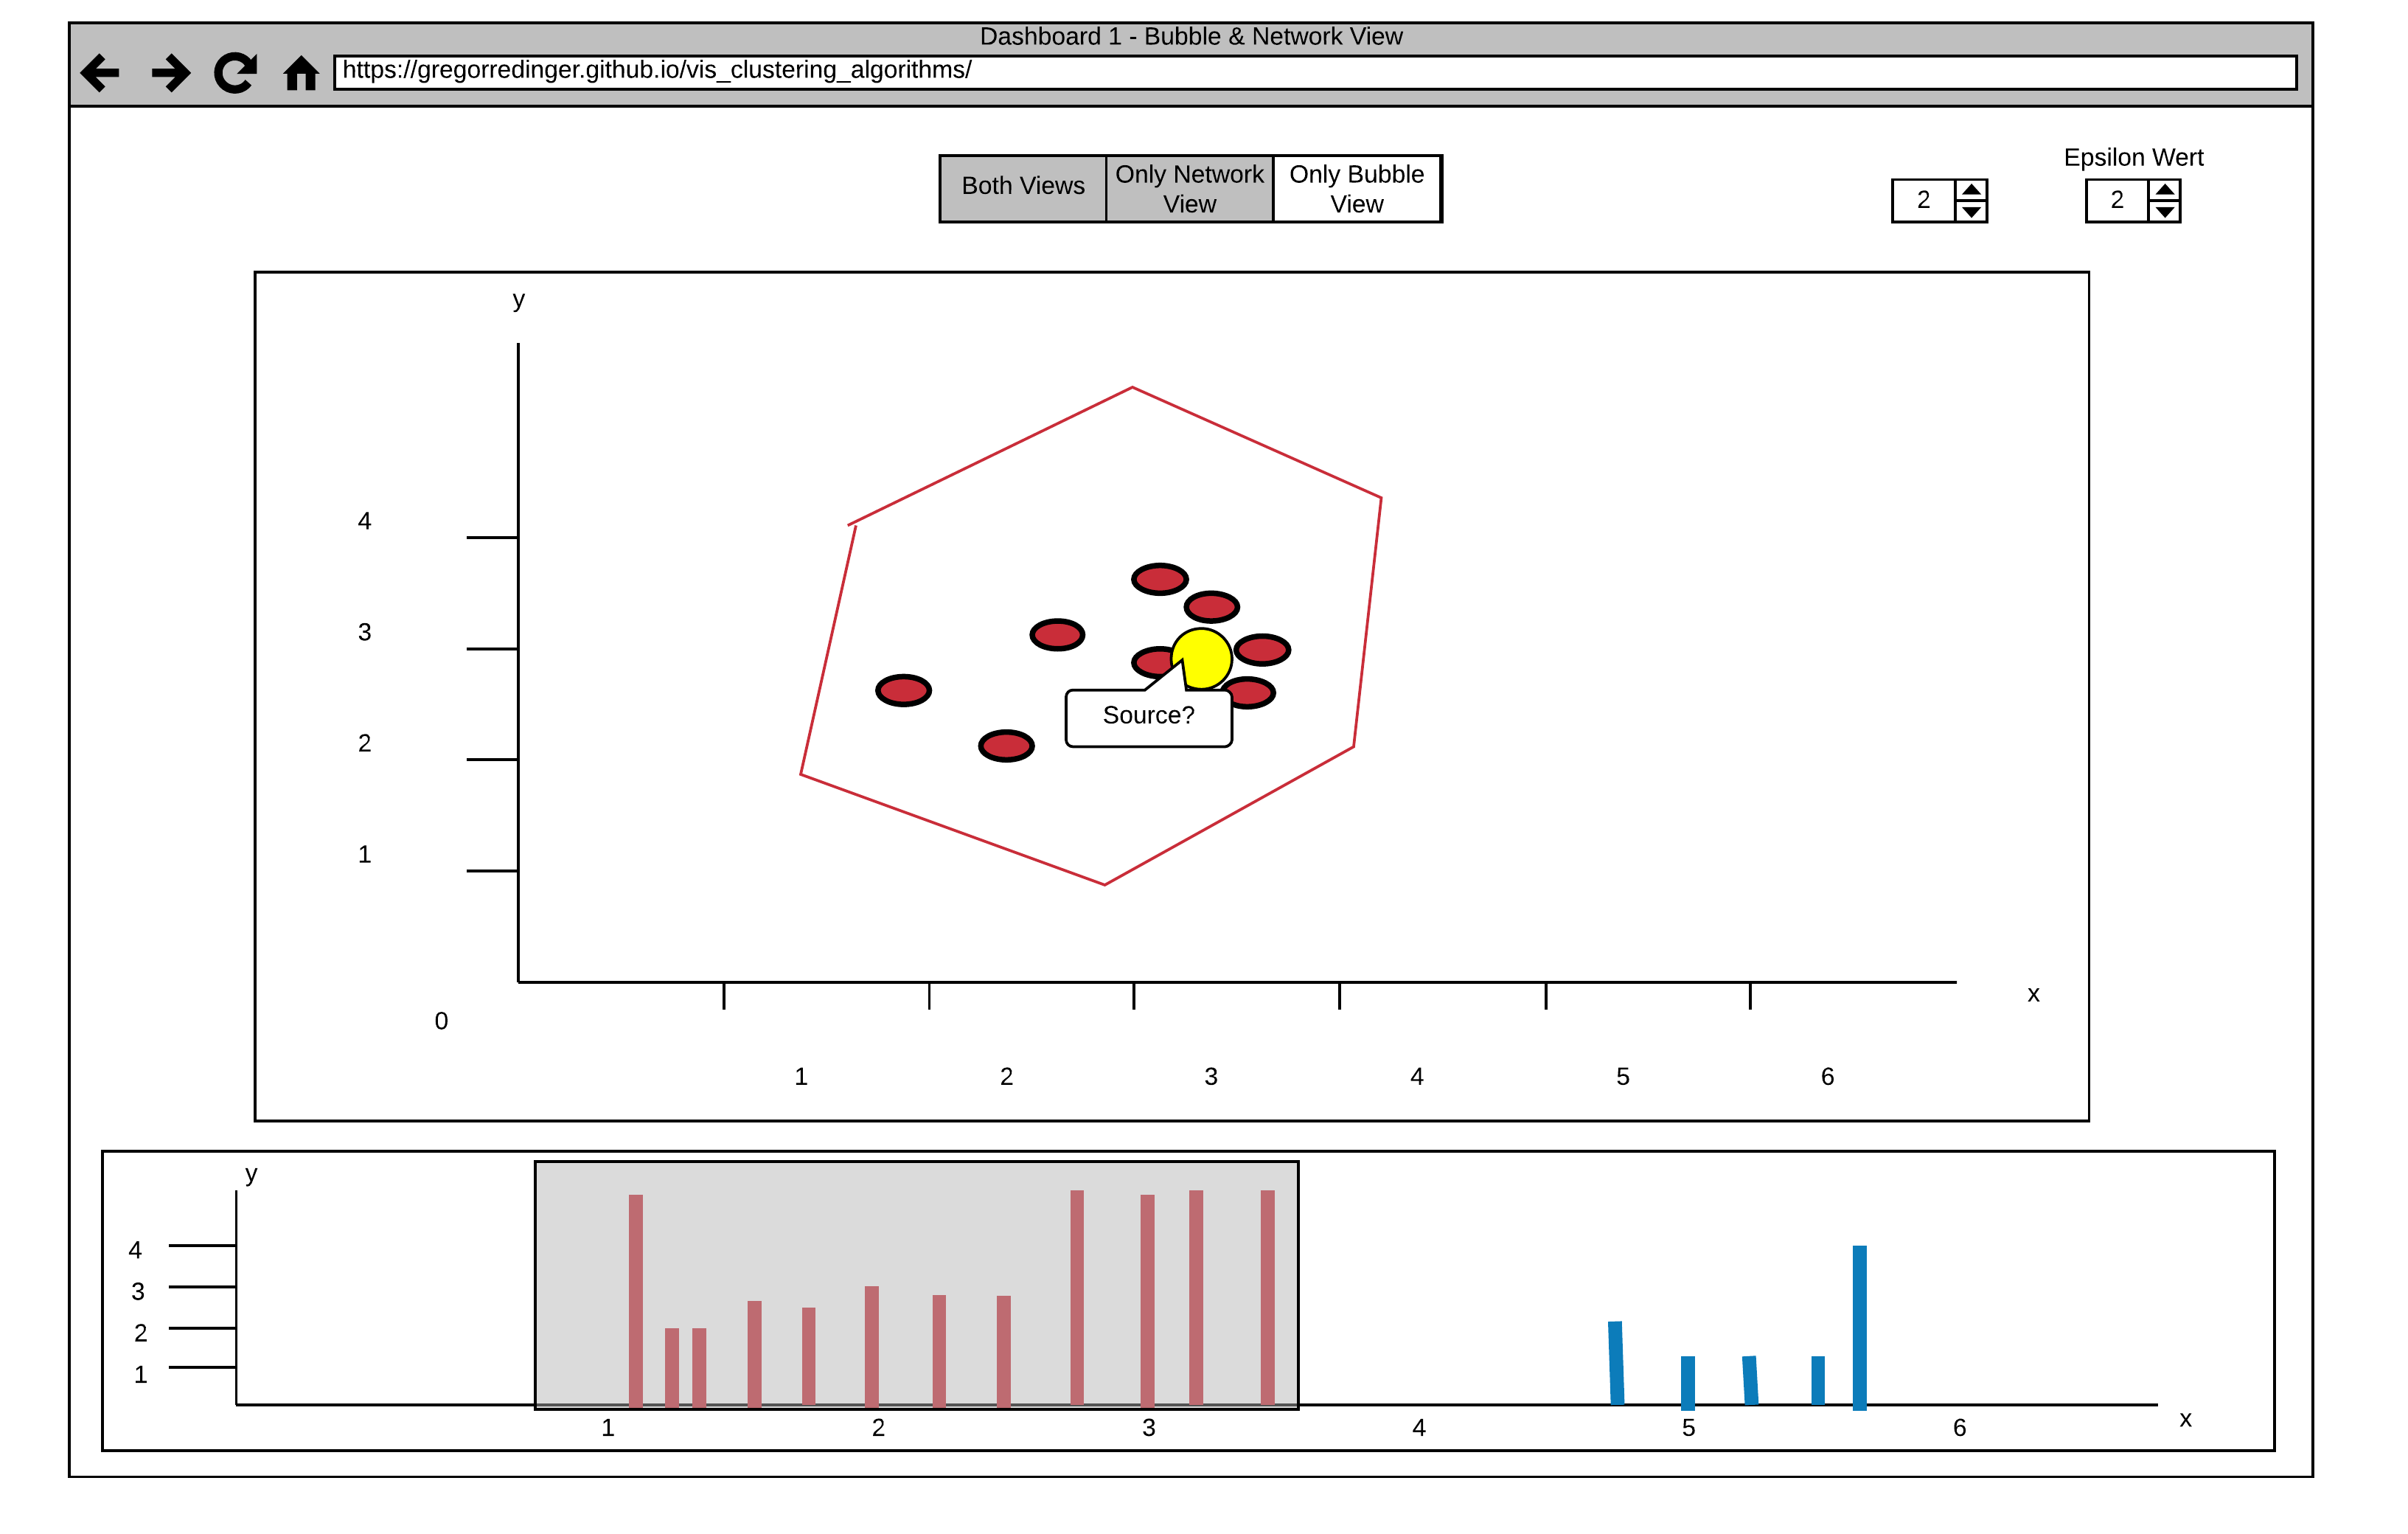 Dashboard 1 - Bubble & Network View
https://gregorredinger.github.io/vis_clustering_algorithms/
Epsilon Wert
Both Views
Only Network
View
Only Bubble
View
2
2
y
4
3
2
1
Source?
0
x
1 2 3 4 5 6
y
4
3
2
1
1 2 3 4 5 6
x